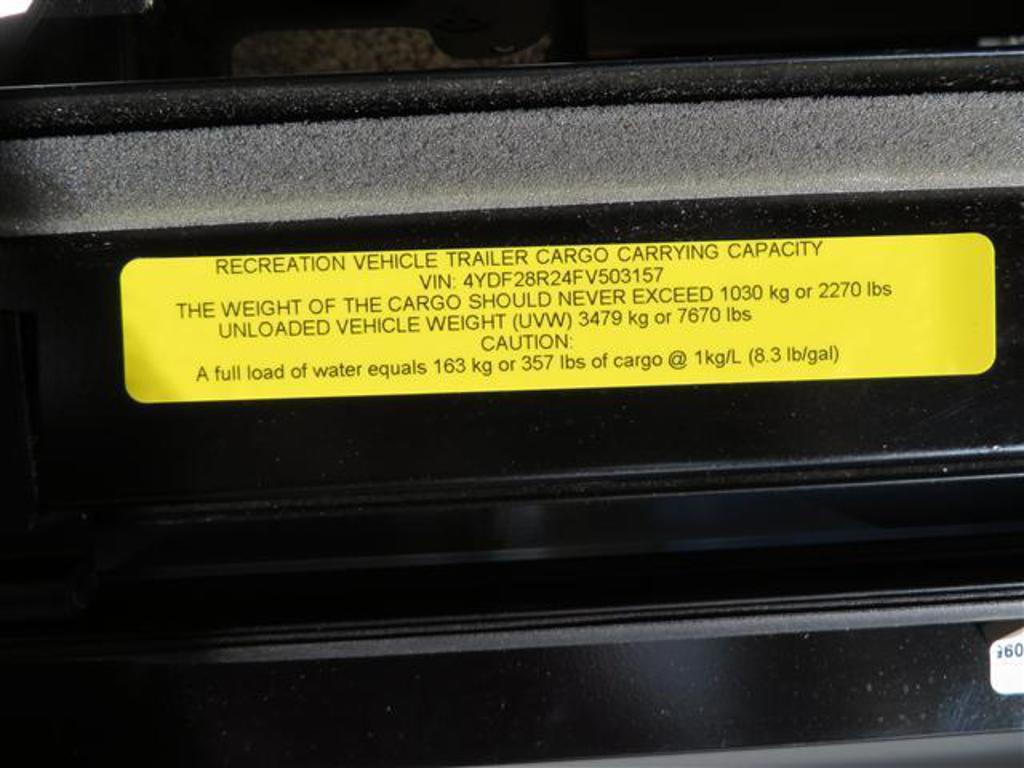 RECREATION VEHICLE TRAILER CARGO CARRYING CAPACITY
VIN: 4YDF28R24FV503157
THE WEIGHT OF THE CARGO SHOULD NEVER EXCEED 1030 kg or 2270 lbs
UNLOADED VEHICLE WEIGHT (UVW) 3479 kg or 7670 lbs
CAUTION:
A full load of water equals 163 kg or 357 lbs of cargo @ 1kg/L (8.3 lb/gal)